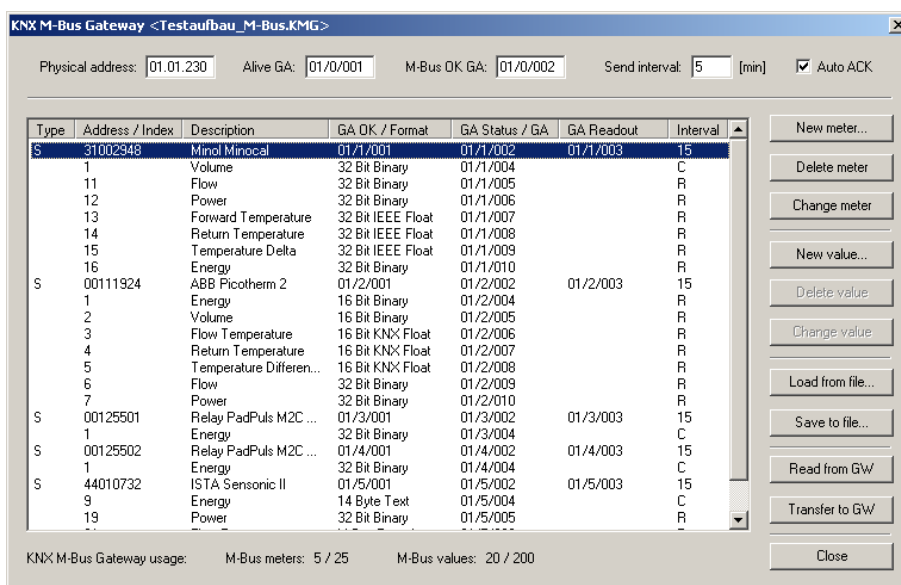 KNX M-Bus Gateway <Testaufbau_M-Bus.KMG>
Physical address: 01.01.230 Alive GA: 01/0/001 M-Bus OK GA: 01/0/002 Send interval: 5 [min] Auto ACK
Type Address / Index Description GA OK / Format GA Status / GA GA Readout Interval
S 31002948 Minol Minocal 01/1/001 01/1/002 01/1/003 15
1 Volume 32 Bit Binary 01/1/004 C
11 Flow 32 Bit Binary 01/1/005 R
12 Power 32 Bit Binary 01/1/006 R
13 Forward Temperature 32 Bit IEEE Float 01/1/007 R
14 Return Temperature 32 Bit IEEE Float 01/1/008 R
15 Temperature Delta 32 Bit IEEE Float 01/1/009 R
16 Energy 32 Bit Binary 01/1/010 R
S 00111924 ABB Picotherm 2 01/2/001 01/2/002 01/2/003 15
1 Energy 16 Bit Binary 01/2/004 R
2 Volume 16 Bit Binary 01/2/005 R
3 Flow Temperature 16 Bit KNX Float 01/2/006 R
4 Return Temperature 16 Bit KNX Float 01/2/007 R
5 Temperature Differen... 16 Bit KNX Float 01/2/008 R
6 Flow 32 Bit Binary 01/2/009 R
7 Power 32 Bit Binary 01/2/010 R
S 00125501 Relay PadPuls M2C ... 01/3/001 01/3/002 01/3/003 15
1 Energy 32 Bit Binary 01/3/004 C
S 00125502 Relay PadPuls M2C ... 01/4/001 01/4/002 01/4/003 15
1 Energy 32 Bit Binary 01/4/004 C
S 44010732 ISTA Sensonic II 01/5/001 01/5/002 01/5/003 15
9 Energy 14 Byte Text 01/5/004 C
19 Power 32 Bit Binary 01/5/005 R
New meter...
Delete meter
Change meter
New value...
Delete value
Change value
Load from file...
Save to file...
Read from GW
Transfer to GW
Close
KNX M-Bus Gateway usage: M-Bus meters: 5 / 25 M-Bus values: 20 / 200